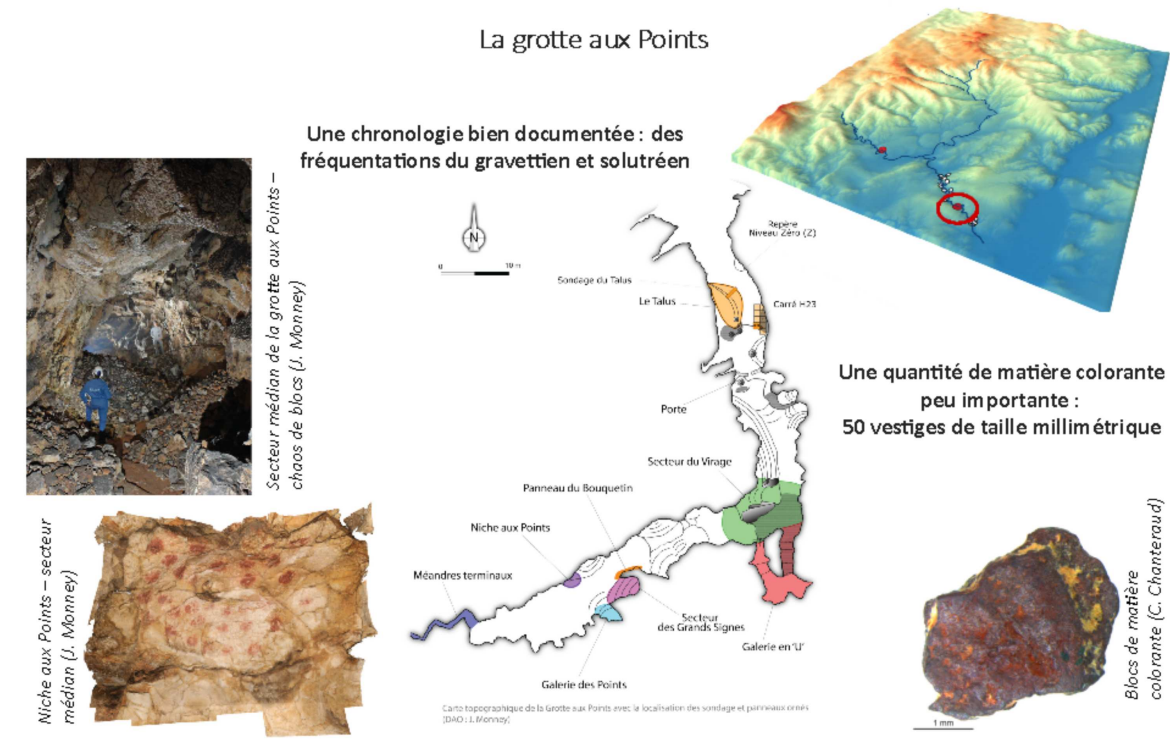 La grotte aux Points
Une chronologie bien documentée : des
fréquentations du gravettien et solutréen
Secteur médian de la grotte aux Points –
chaos de blocs (J. Monney)
N
0
10 m
Repère
Niveau Zéro (Z)
Sondage du Talus
Le Talus
Carré H23
Porte
Secteur du Virage
Panneau du Bouquetin
Niche aux Points
Méandres terminaux
Secteur
des Grands Signes
Galerie en 'U'
Galerie des Points
Carte topographique de la Grotte aux Points avec la localisation des sondage et panneaux ornés
(DAO : J. Monney)
Une quantité de matière colorante
peu importante :
50 vestiges de taille millimétrique
Niche aux Points – secteur
médian (J. Monney)
Blocs de matière
colorante (C. Chanteraud)
1 mm